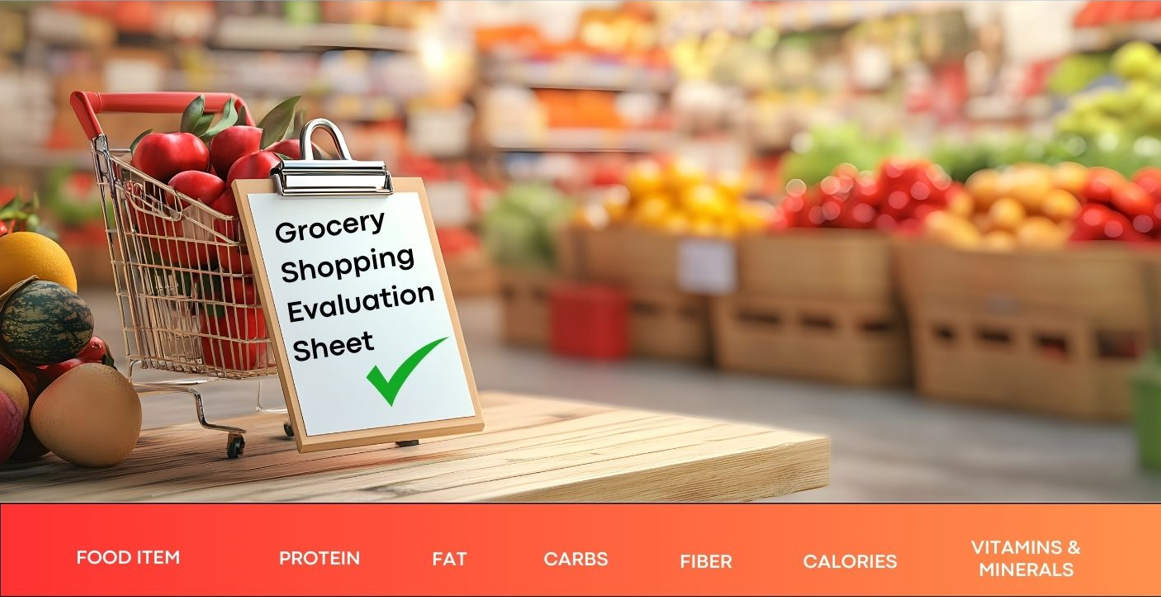 Grocery
Shopping
Evaluation
Sheet
FOOD ITEM
PROTEIN
FAT
CARBS
FIBER
CALORIES
VITAMINS &
MINERALS